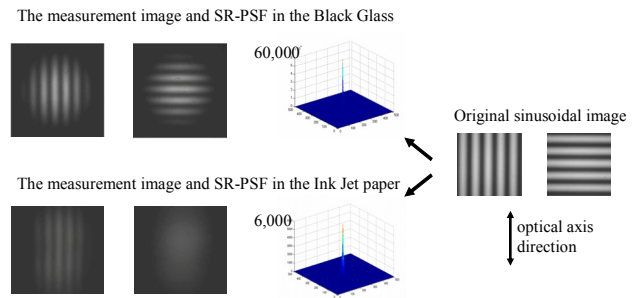 The measurement image and SR-PSF in the Black Glass
60,000
Original sinusoidal image
The measurement image and SR-PSF in the Ink Jet paper
6,000
optical axis
direction